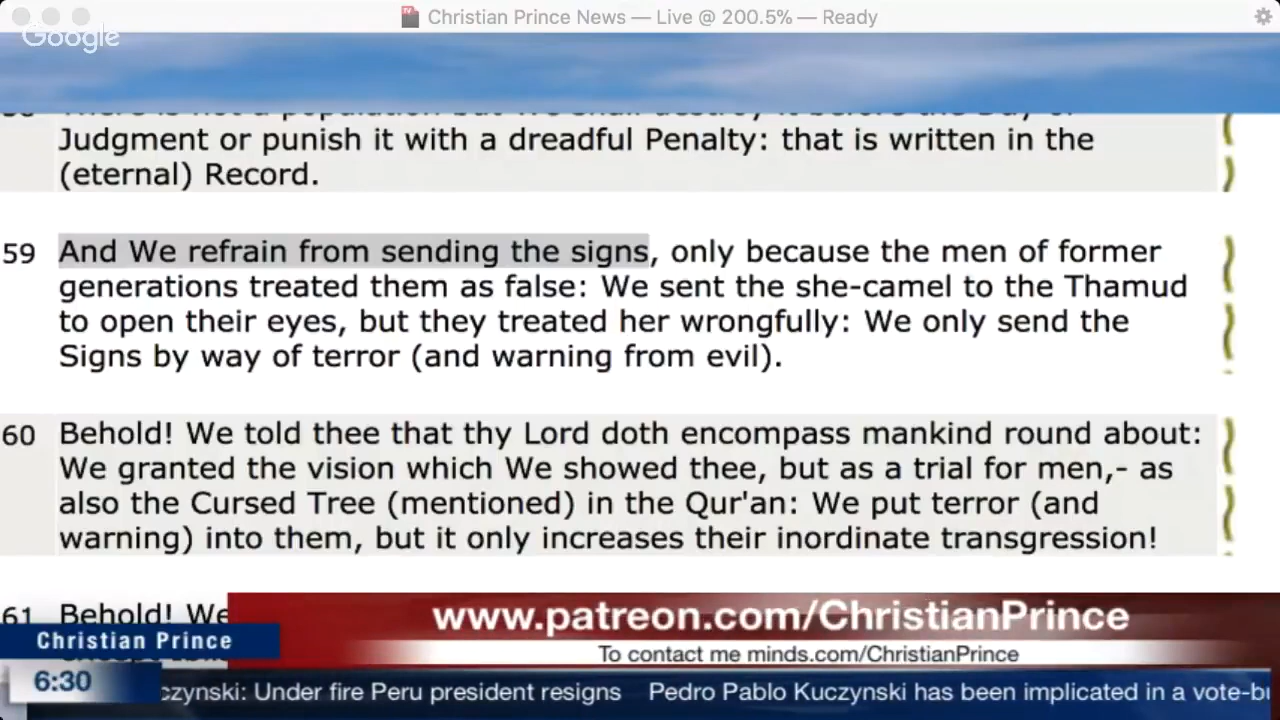 Christian Prince News — Live @ 200.5% — Ready
Google
Judgment or punish it with a dreadful Penalty: that is written in the
(eternal) Record.
59 And We refrain from sending the signs, only because the men of former
generations treated them as false: We sent the she-camel to the Thamud
to open their eyes, but they treated her wrongfully: We only send the
Signs by way of terror (and warning from evil).
60 Behold! We told thee that thy Lord doth encompass mankind round about:
We granted the vision which We showed thee, but as a trial for men,- as
also the Cursed Tree (mentioned) in the Qur'an: We put terror (and
warning) into them, but it only increases their inordinate transgression!
61 Behold! We
www.patreon.com/ChristianPrince
Christian Prince
To contact me minds.com/ChristianPrince
6:30
czynski: Under fire Peru president resigns Pedro Pablo Kuczynski has been implicated in a vote-bu